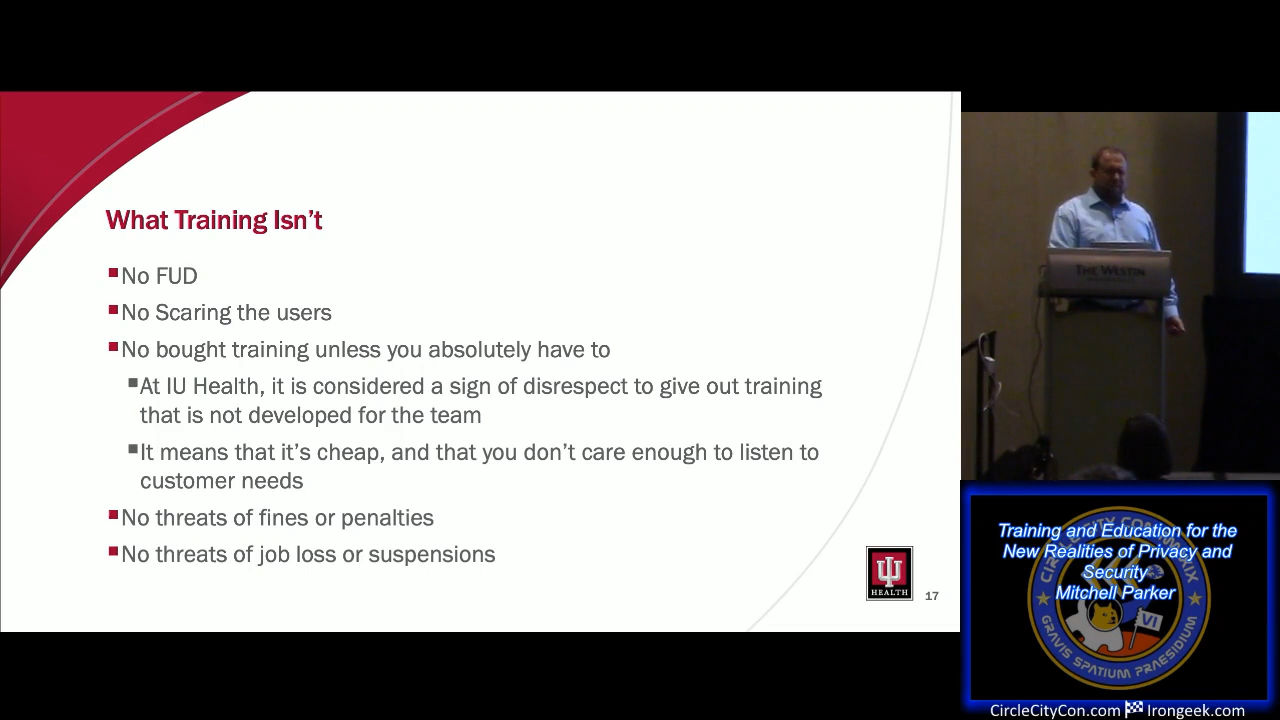 What Training Isn't
No FUD
No Scaring the users
No bought training unless you absolutely have to
At IU Health, it is considered a sign of disrespect to give out training
that is not developed for the team
It means that it's cheap, and that you don't care enough to listen to
customer needs
No threats of fines or penalties
No threats of job loss or suspensions
HEALTH
17
THE WESTIN
Training and Education for the
New Realities of Privacy and
Security
Mitchell Parker
VI
GRAVIS SPATIUM PRAESIDIUM
CircleCityCon.com Irongeek.com